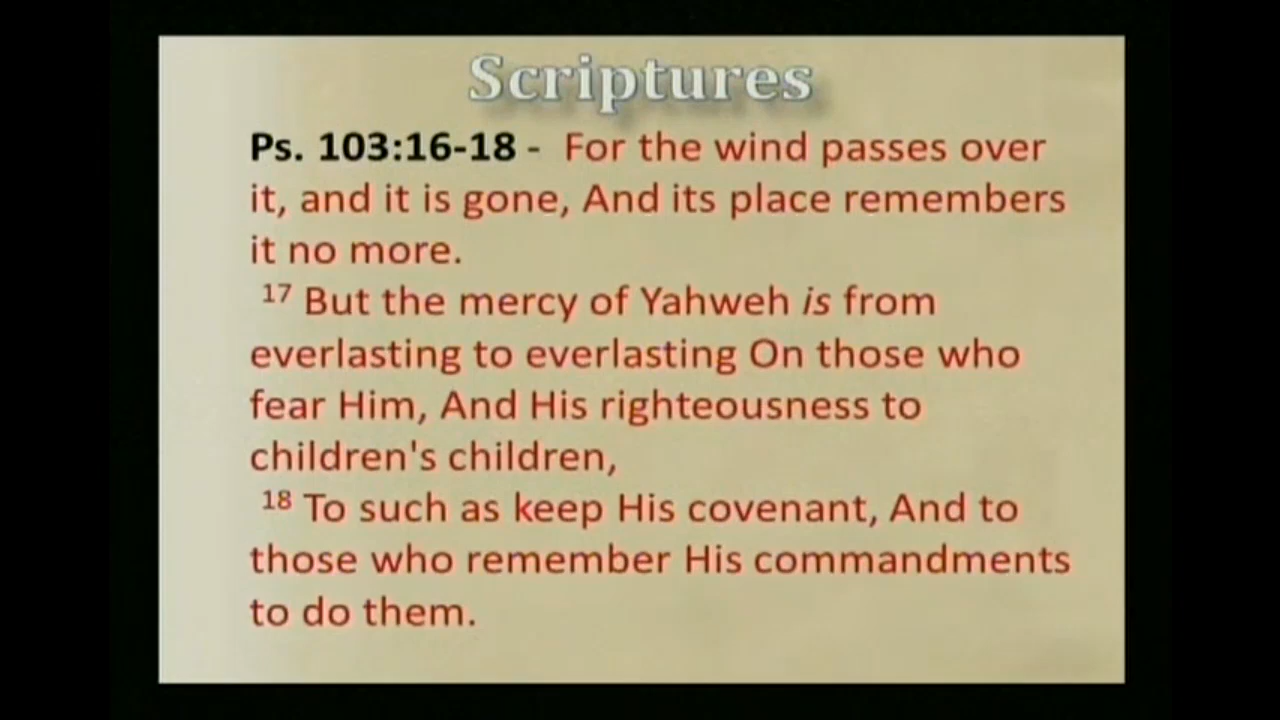 Scriptures
Ps. 103:16-18 - For the wind passes over
it, and it is gone, And its place remembers
it no more.
17 But the mercy of Yahweh is from
everlasting to everlasting On those who
fear Him, And His righteousness to
children's children,
18 To such as keep His covenant, And to
those who remember His commandments
to do them.